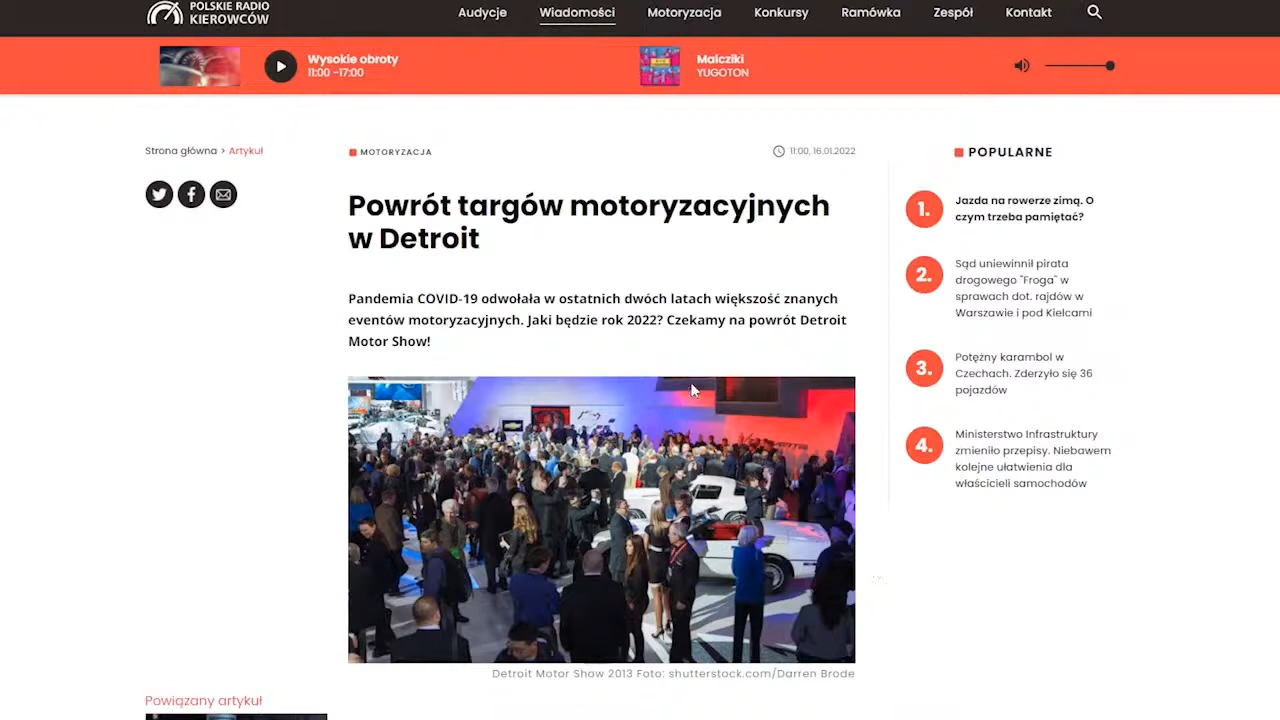 POLSKIE RADIO
KIEROWCÓW
Audycje Wiadomości Motoryzacja Konkursy Ramówka Zespół Kontakt
Wysokie obroty
11:00 -17:00
Malcziki
YUGOTON
Strona główna > Artykuł
MOTORYZACJA
11:00, 16.01.2022
Powrót targów motoryzacyjnych
w Detroit
Pandemia COVID-19 odwołała w ostatnich dwóch latach większość znanych
eventów motoryzacyjnych. Jaki będzie rok 2022? Czekamy na powrót Detroit
Motor Show!
Detroit Motor Show 2013 Foto: shutterstock.com/Darren Brode
Powiązany artykuł
POPULARNE
1.
Jazda na rowerze zimą. O
czym trzeba pamiętać?
2.
Sąd uniewinnił pirata
drogowego "Froga" w
sprawach dot. rajdów w
Warszawie i pod Kielcami
3.
Potężny karambol w
Czechach. Zderzyło się 36
pojazdów
4.
Ministerstwo Infrastruktury
zmieniło przepisy. Niebawem
kolejne ułatwienia dla
właścicieli samochodów